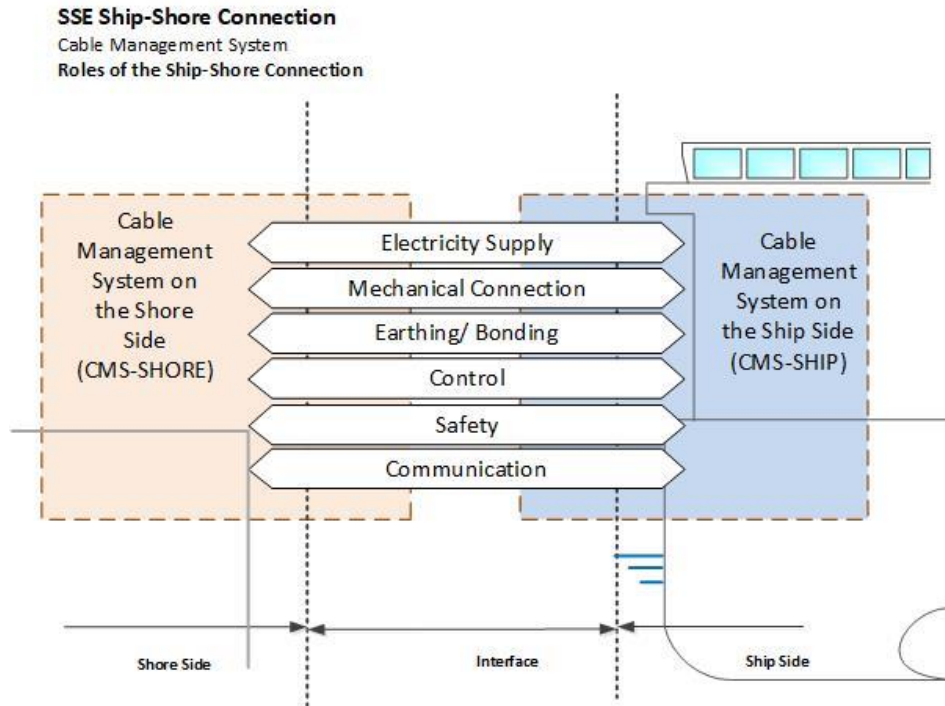 SSE Ship-Shore Connection
Cable Management System
Roles of the Ship-Shore Connection
Cable
Management
System on
the Shore
Side
(CMS-SHORE)
Electricity Supply
Mechanical Connection
Earthing/ Bonding
Control
Safety
Communication
Cable
Management
System on
the Ship Side
(CMS-SHIP)
Shore Side
Interface
Ship Side